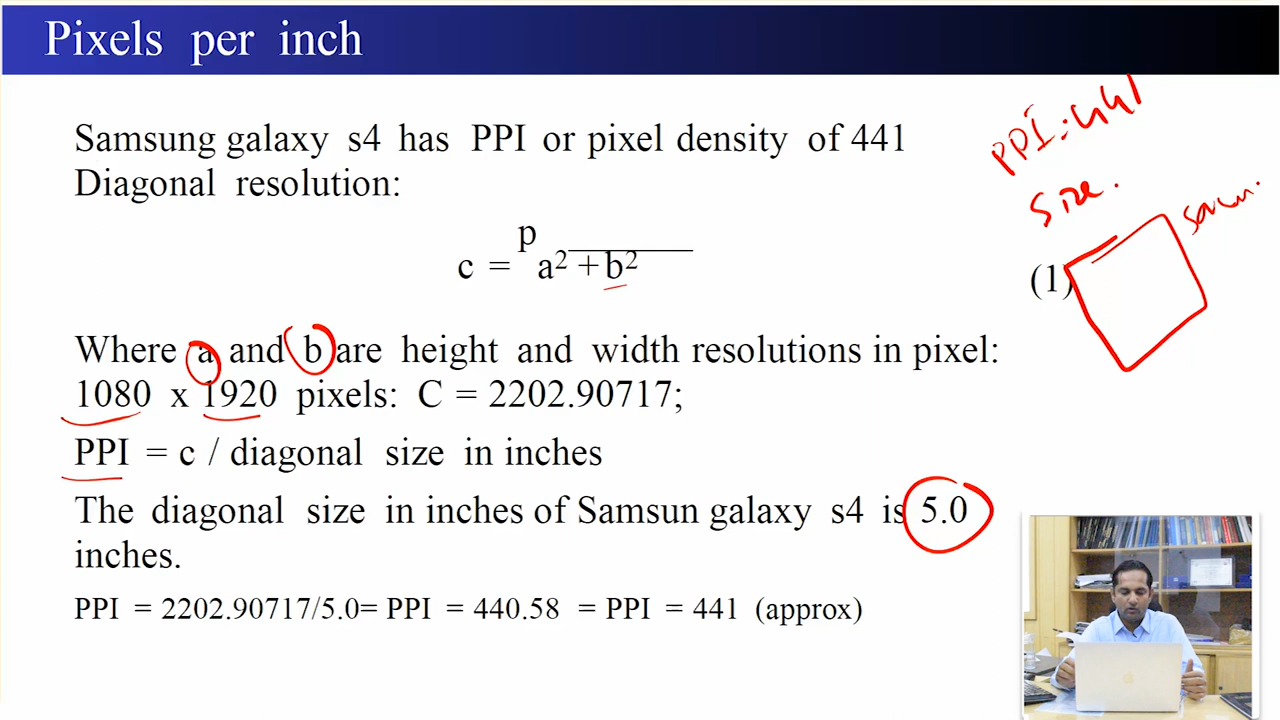 Pixels per inch
Samsung galaxy s4 has PPI or pixel density of 441
Diagonal resolution:
p
c = a² + b²
(1)
Where a and b are height and width resolutions in pixel:
1080 x 1920 pixels: C = 2202.90717;
PPI = c / diagonal size in inches
The diagonal size in inches of Samsun galaxy s4 is 5.0
inches.
PPI = 2202.90717/5.0= PPI = 440.58 = PPI = 441 (approx)
PPI: 441
Size.